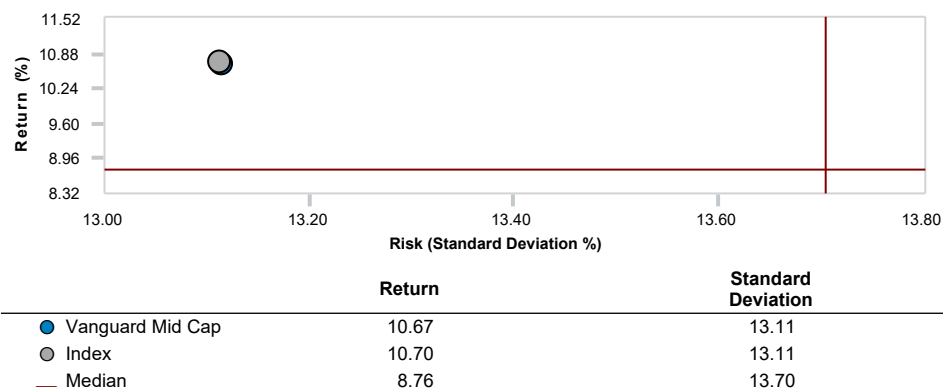 11.52
10.88
10.24
9.60
8.96
8.32
Return (%)
13.00 13.20 13.40 13.60 13.80
Risk (Standard Deviation %)
Return Standard Deviation
Vanguard Mid Cap 10.67 13.11
Index 10.70 13.11
Median 8.76 13.70